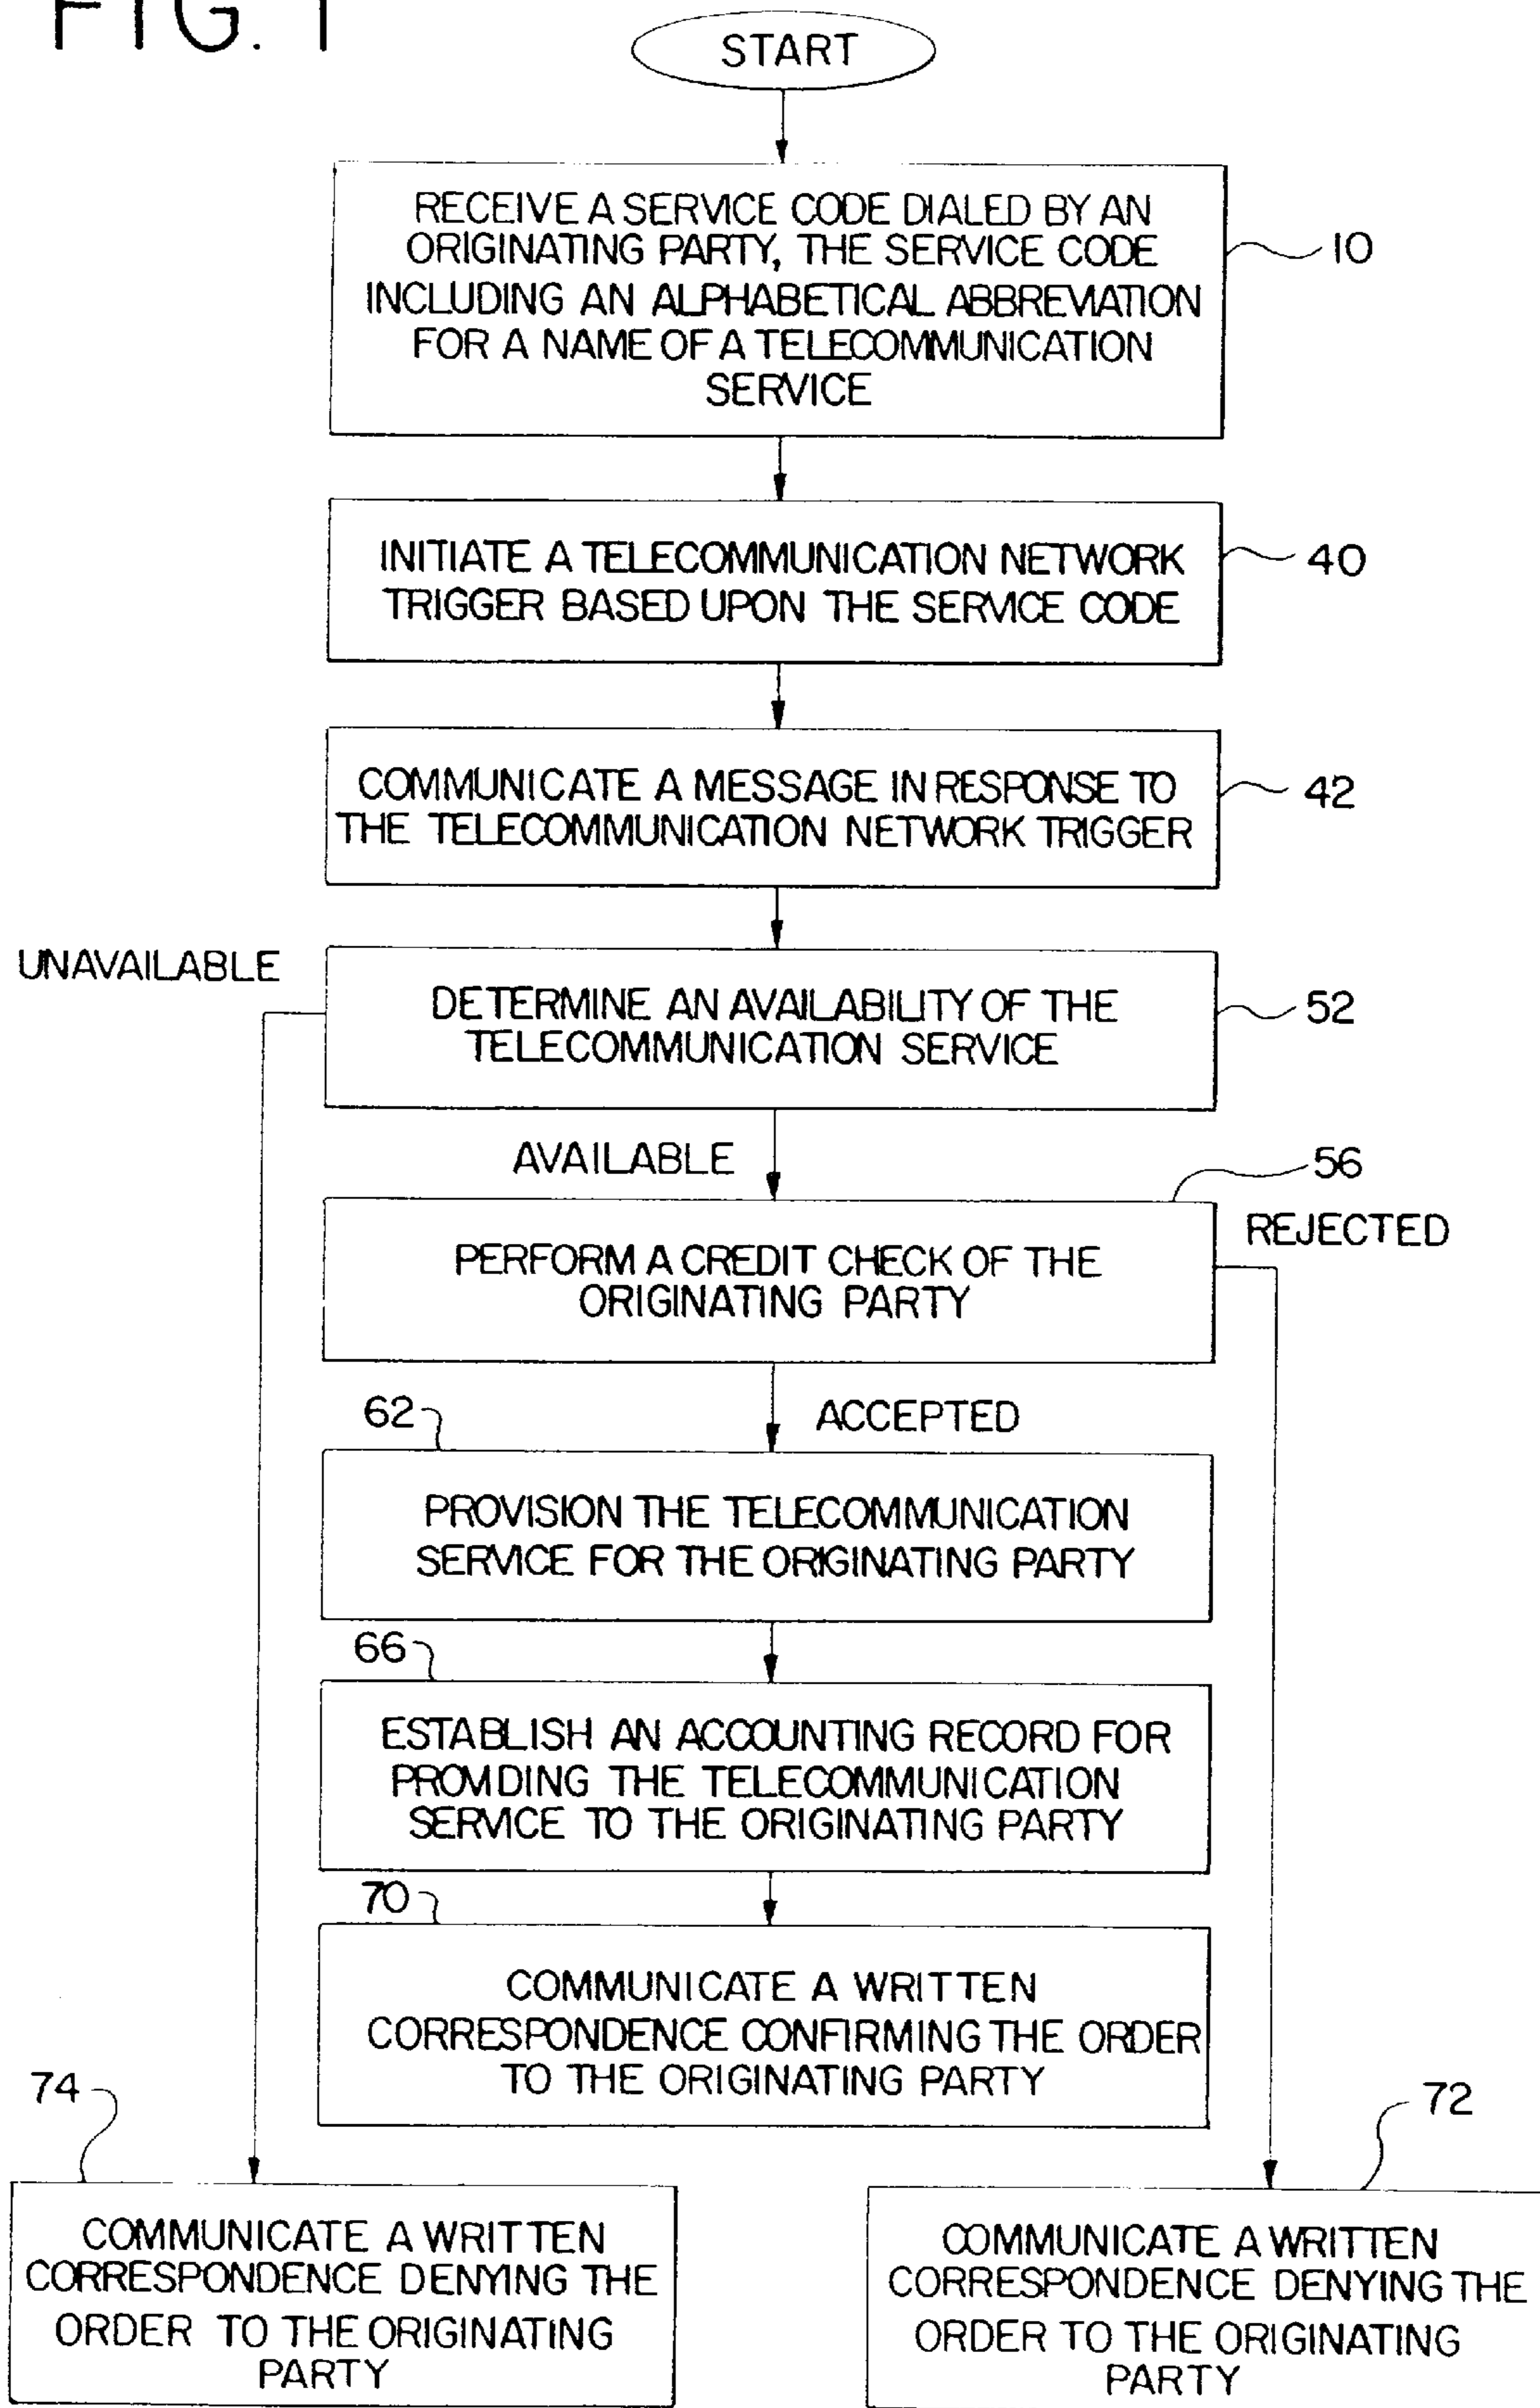 FIG. 1
START
RECEIVE A SERVICE CODE DIALED BY AN
ORIGINATING PARTY, THE SERVICE CODE
INCLUDING AN ALPHABETICAL ABBREVIATION
FOR A NAME OF A TELECOMMUNICATION
SERVICE
10
INITIATE A TELECOMMUNICATION NETWORK
TRIGGER BASED UPON THE SERVICE CODE
40
COMMUNICATE A MESSAGE IN RESPONSE TO
THE TELECOMMUNICATION NETWORK TRIGGER
42
UNAVAILABLE
DETERMINE AN AVAILABILITY OF THE
TELECOMMUNICATION SERVICE
52
AVAILABLE
56
REJECTED
PERFORM A CREDIT CHECK OF THE
ORIGINATING PARTY
62
ACCEPTED
PROVISION THE TELECOMMUNICATION
SERVICE FOR THE ORIGINATING PARTY
66
ESTABLISH AN ACCOUNTING RECORD FOR
PROVIDING THE TELECOMMUNICATION
SERVICE TO THE ORIGINATING PARTY
70
COMMUNICATE A WRITTEN
CORRESPONDENCE CONFIRMING THE ORDER
TO THE ORIGINATING PARTY
74
COMMUNICATE A WRITTEN
CORRESPONDENCE DENYING THE
ORDER TO THE ORIGINATING
PARTY
72
COMMUNICATE A WRITTEN
CORRESPONDENCE DENYING THE
ORDER TO THE ORIGINATING
PARTY